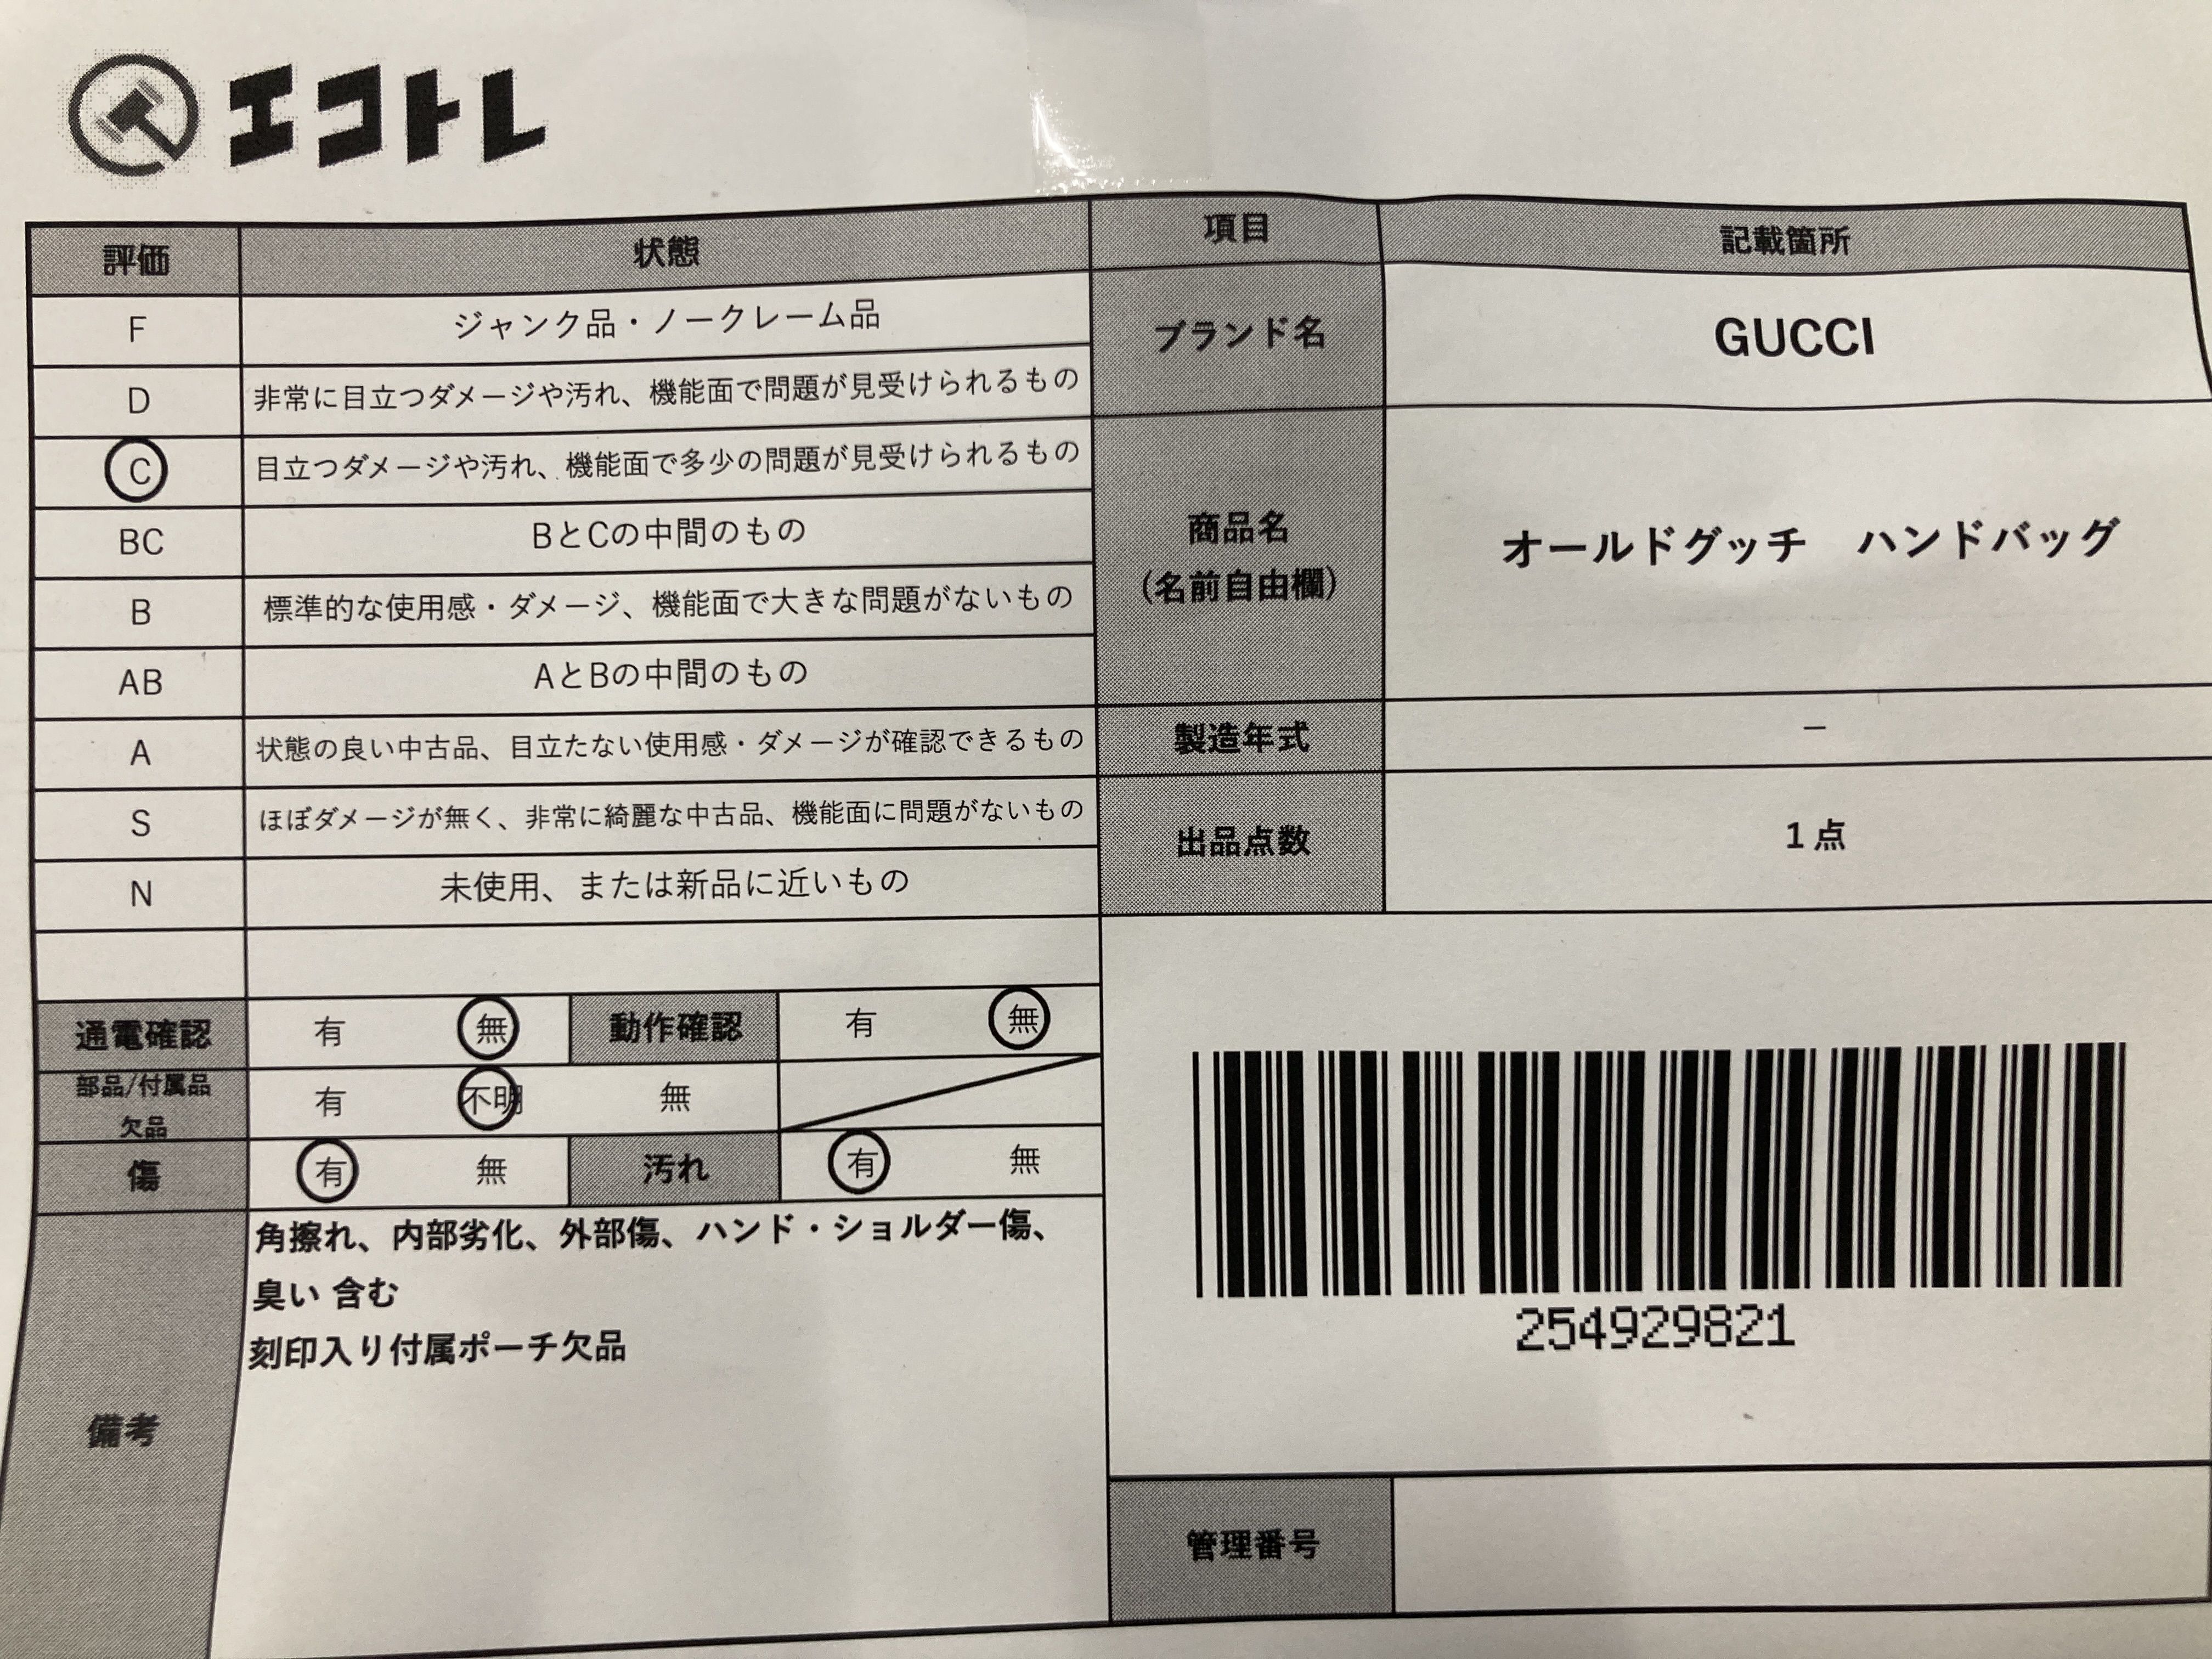 エコトレ
評価 状態
F ジャンク品・ノークレーム品
D 非常に目立つダメージや汚れ、機能面で問題が見受けられるもの
C 目立つダメージや汚れ、機能面で多少の問題が見受けられるもの
BC BとCの中間のもの
B 標準的な使用感・ダメージ、機能面で大きな問題がないもの
AB AとBの中間のもの
A 状態の良い中古品、目立たない使用感・ダメージが確認できるもの
S ほぼダメージが無く、非常に綺麗な中古品、機能面に問題がないもの
N 未使用、または新品に近いもの
通電確認 有 無 動作確認 有 無
部品/付属品
欠品
有 不明 無
傷 有 無 汚れ 有 無
備考
角擦れ、内部劣化、外部傷、ハンド・ショルダー傷、
臭い 含む
刻印入り付属ポーチ欠品
項目 記載箇所
ブランド名 GUCCI
商品名
（名前自由欄）
オールドグッチ　ハンドバッグ
製造年式 −
出品点数 1点
254929821
管理番号